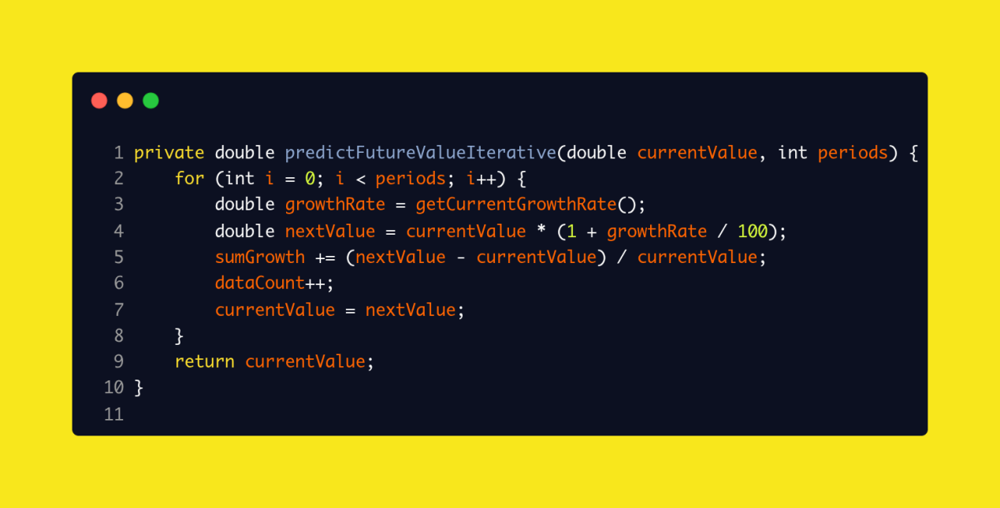 1 private double predictFutureValueIterative(double currentValue, int periods) {
2     for (int i = 0; i < periods; i++) {
3         double growthRate = getCurrentGrowthRate();
4         double nextValue = currentValue * (1 + growthRate / 100);
5         sumGrowth += (nextValue - currentValue) / currentValue;
6         dataCount++;
7         currentValue = nextValue;
8     }
9     return currentValue;
10 }
11